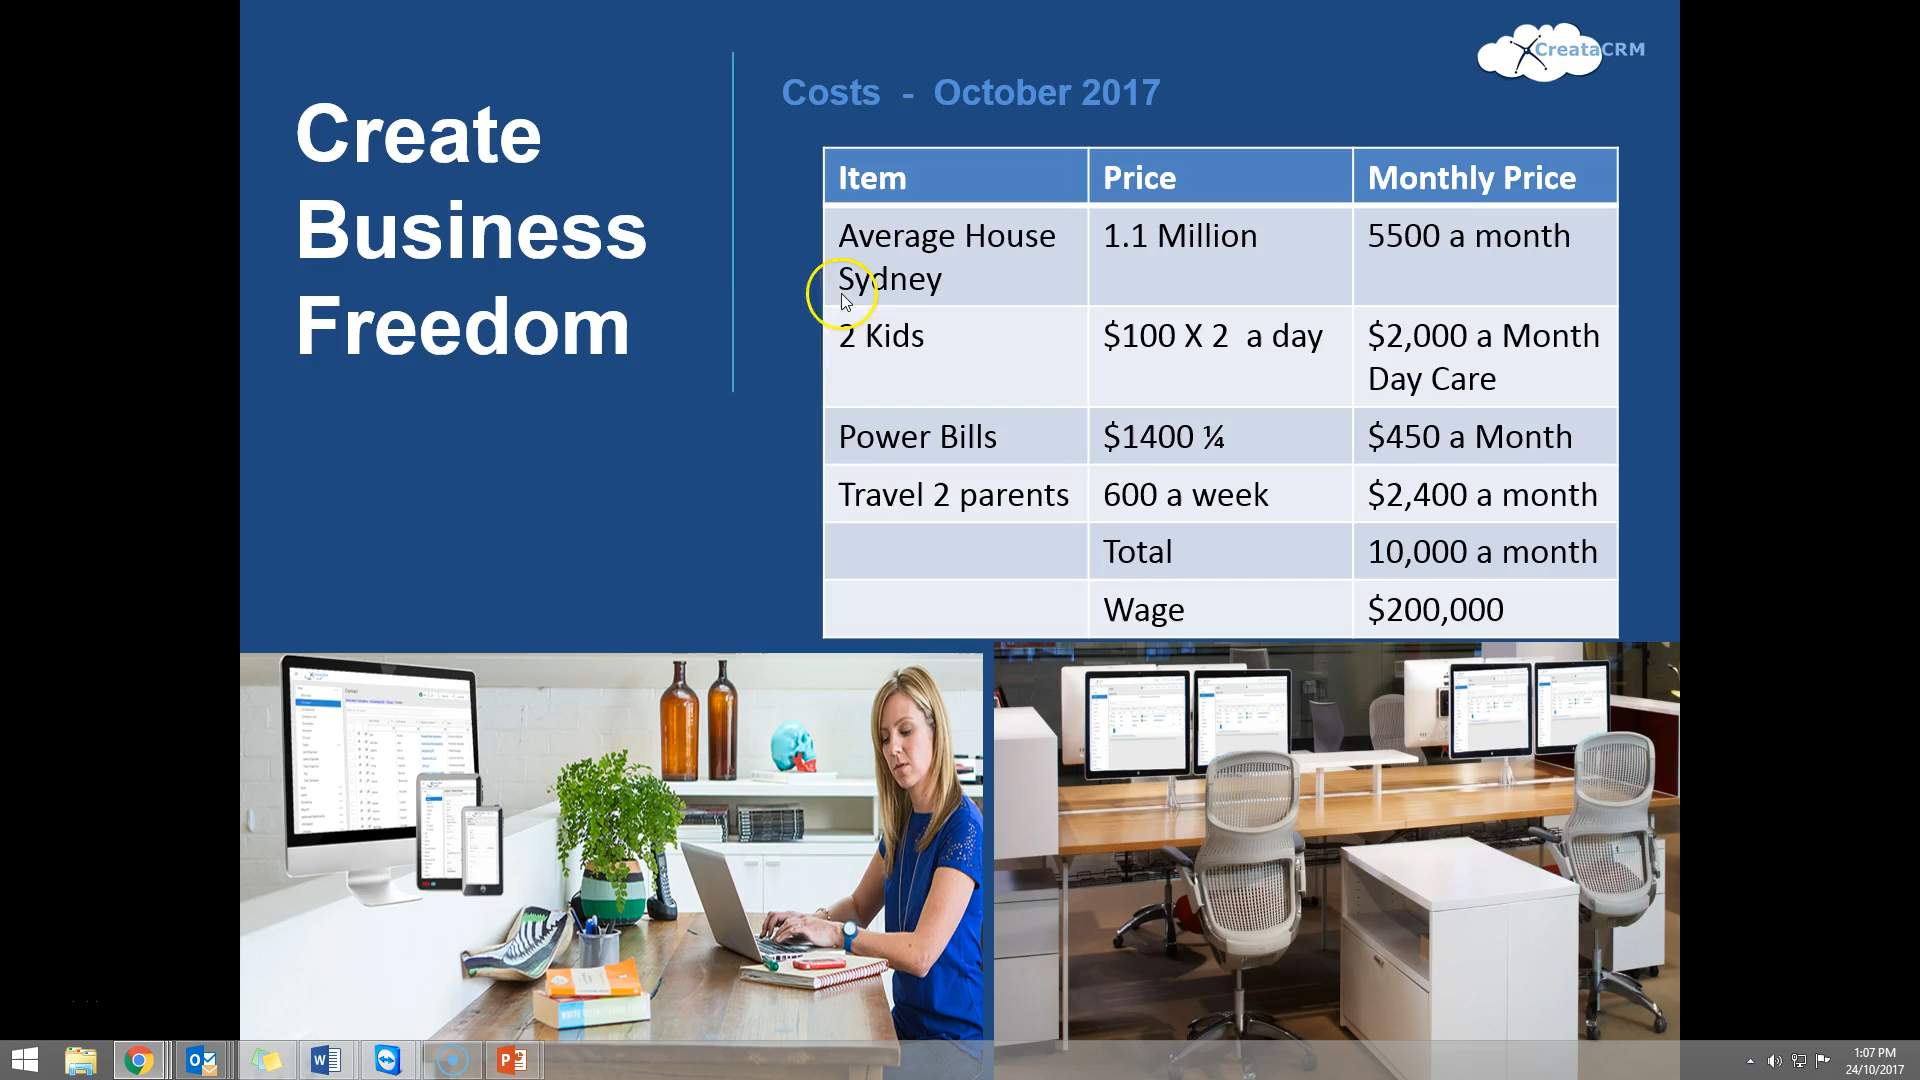 Create
Business
Freedom
Costs - October 2017
CreataCRM
Item Price Monthly Price
Average House 1.1 Million 5500 a month
Sydney
2 Kids $100 X 2 a day $2,000 a Month
Day Care
Power Bills $1400 ¼ $450 a Month
Travel 2 parents 600 a week $2,400 a month
Total 10,000 a month
Wage $200,000
1:07 PM
24/10/2017